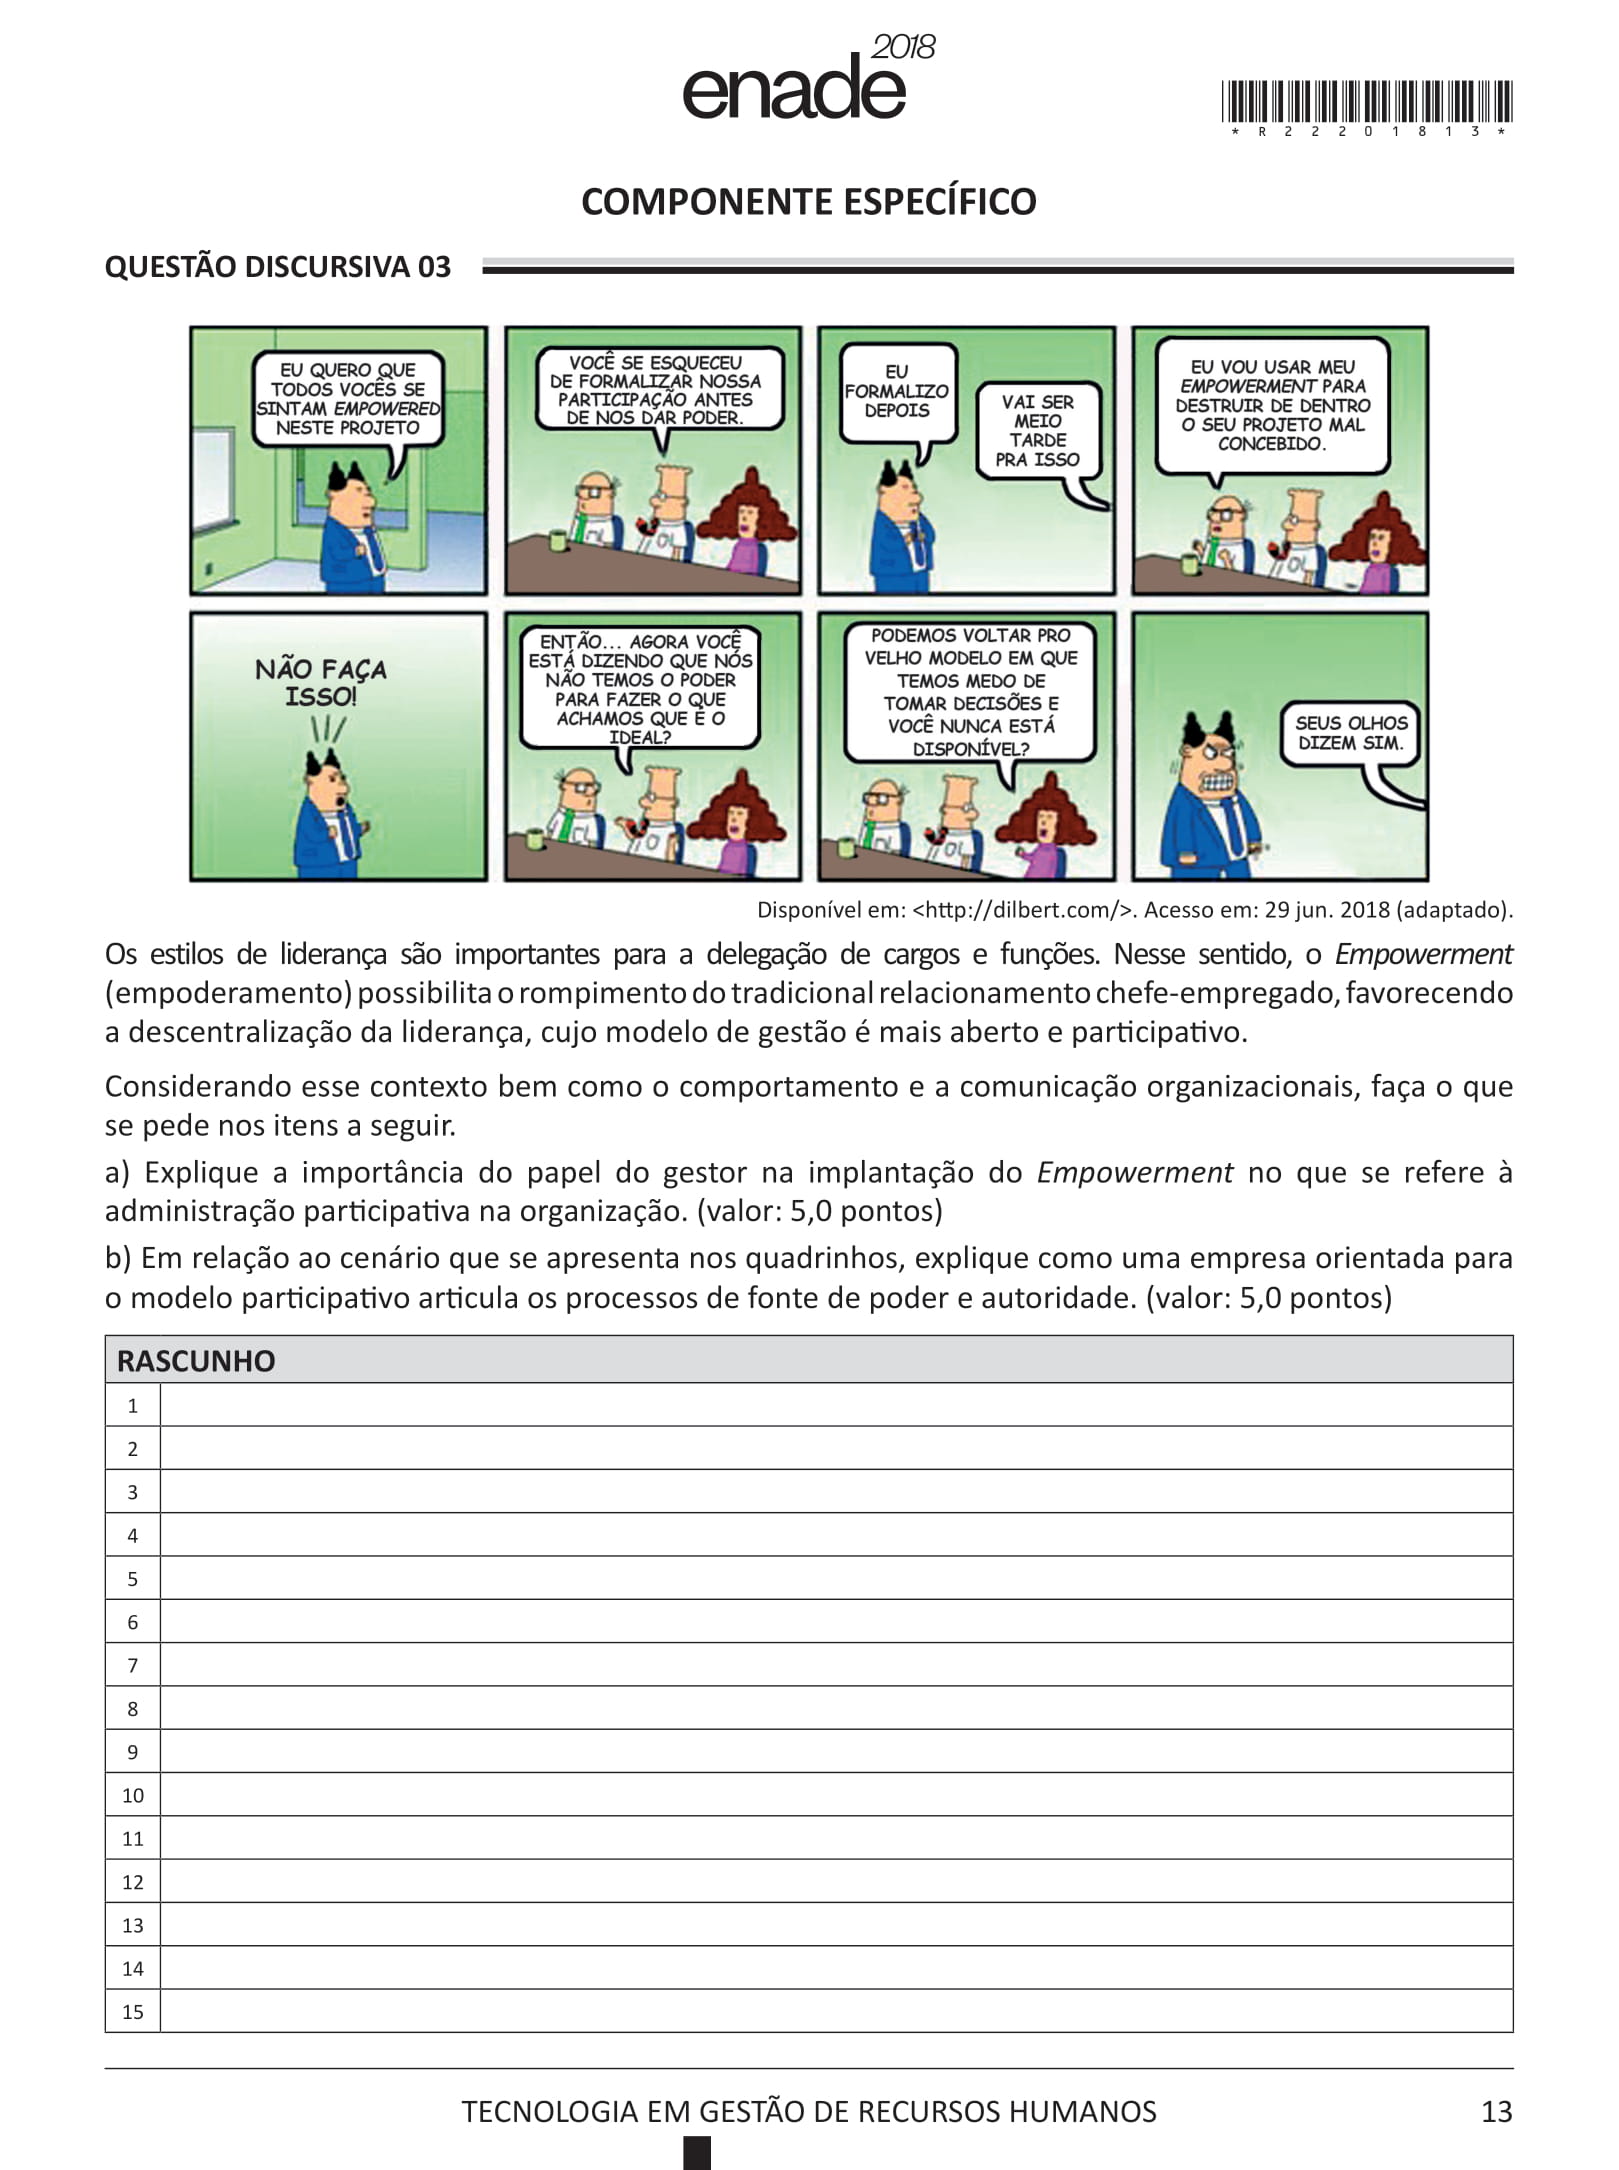 enade 2018
* R 2 2 2 0 1 8 1 3 *
COMPONENTE ESPECÍFICO
QUESTÃO DISCURSIVA 03
EU QUERO QUE
TODOS VOCÊS SE
SINTAM EMPOWERED
NESTE PROJETO
VOCÊ SE ESQUECEU
DE FORMALIZAR NOSSA
PARTICIPAÇÃO ANTES
DE NOS DAR PODER.
EU
FORMALIZO
DEPOIS
VAI SER
MEIO
TARDE
PRA ISSO
EU VOU USAR MEU
EMPOWERMENT PARA
DESTRUIR DE DENTRO
O SEU PROJETO MAL
CONCEBIDO.
NÃO FAÇA
ISSO!
ENTÃO... AGORA VOCÊ
ESTÁ DIZENDO QUE NÓS
NÃO TEMOS O PODER
PARA FAZER O QUE
ACHAMOS QUE É O
IDEAL?
PODEMOS VOLTAR PRO
VELHO MODELO EM QUE
TEMOS MEDO DE
TOMAR DECISÕES E
VOCÊ NUNCA ESTÁ
DISPONÍVEL?
SEUS OLHOS
DIZEM SIM.
Disponível em: <http://dilbert.com/>. Acesso em: 29 jun. 2018 (adaptado).
Os estilos de liderança são importantes para a delegação de cargos e funções. Nesse sentido, o Empowerment
(empoderamento) possibilita o rompimento do tradicional relacionamento chefe-empregado, favorecendo
a descentralização da liderança, cujo modelo de gestão é mais aberto e participativo.
Considerando esse contexto bem como o comportamento e a comunicação organizacionais, faça o que
se pede nos itens a seguir.
a) Explique a importância do papel do gestor na implantação do Empowerment no que se refere à
administração participativa na organização. (valor: 5,0 pontos)
b) Em relação ao cenário que se apresenta nos quadrinhos, explique como uma empresa orientada para
o modelo participativo articula os processos de fonte de poder e autoridade. (valor: 5,0 pontos)
RASCUNHO
1
2
3
4
5
6
7
8
9
10
11
12
13
14
15
TECNOLOGIA EM GESTÃO DE RECURSOS HUMANOS
13